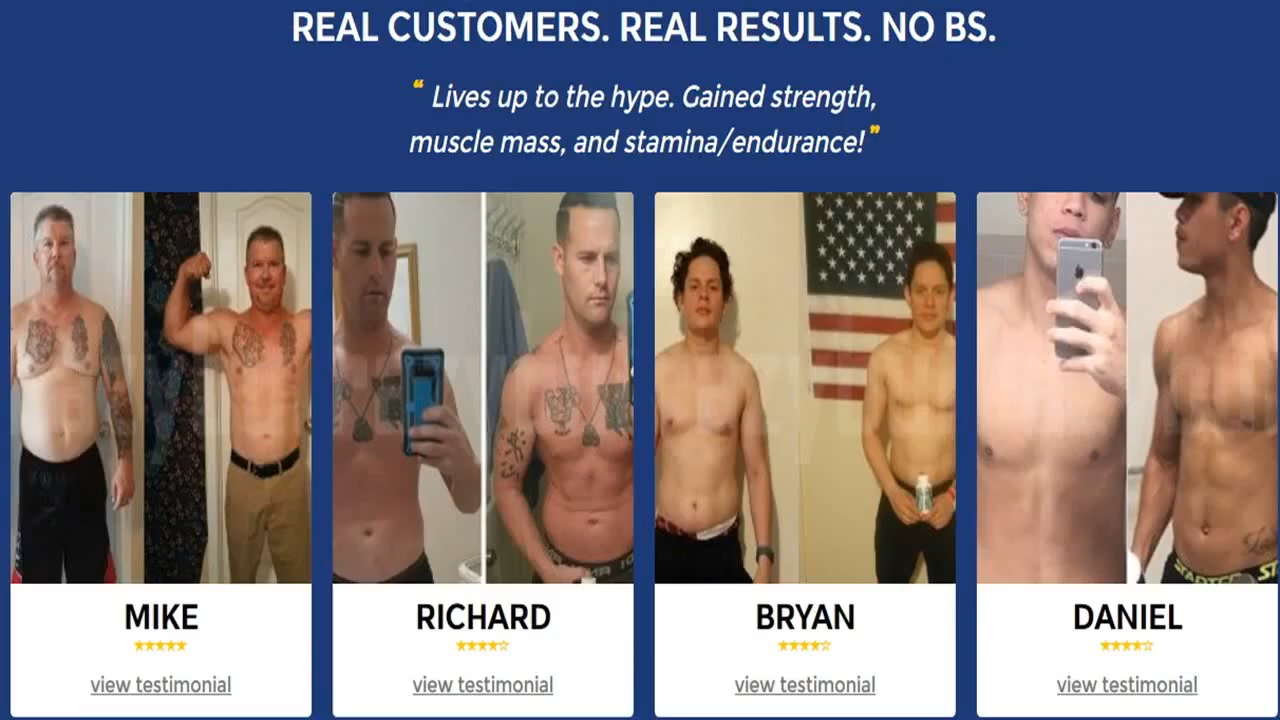 REAL CUSTOMERS. REAL RESULTS. NO BS.
“ Lives up to the hype. Gained strength,
muscle mass, and stamina/endurance! ”
MIKE
RICHARD
BRYAN
DANIEL
view testimonial
view testimonial
view testimonial
view testimonial